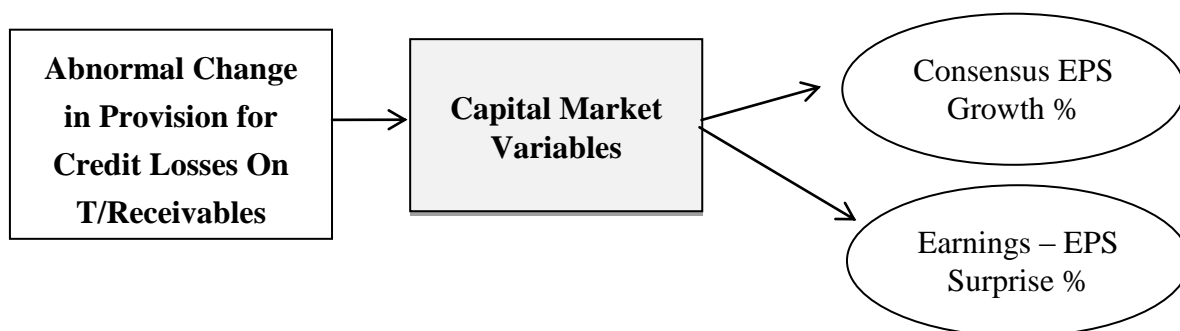 Abnormal Change
in Provision for
Credit Losses On
T/Receivables
Capital Market
Variables
Consensus EPS
Growth %
Earnings – EPS
Surprise %